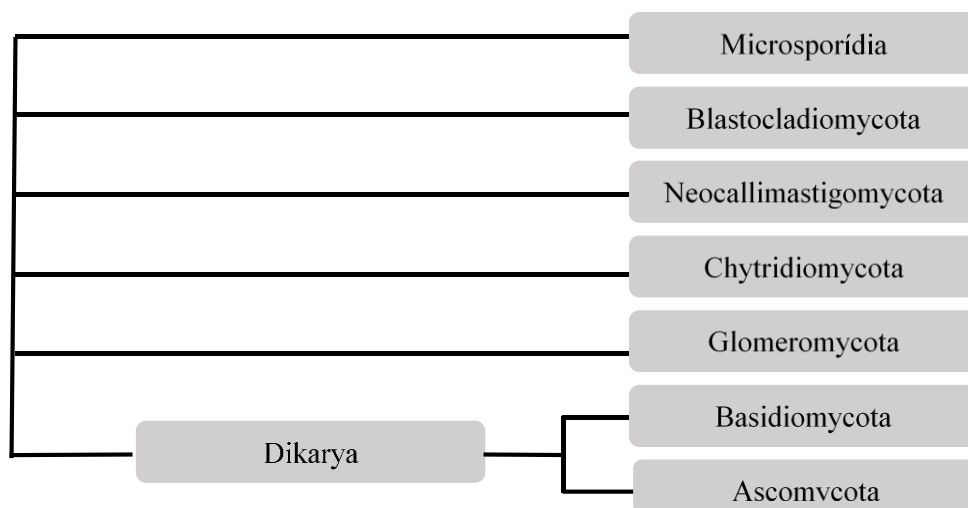 Microsporídia
Blastocladiomycota
Neocallimastigomycota
Chytridiomycota
Glomeromycota
Basidiomycota
Dikarya
Ascomycota